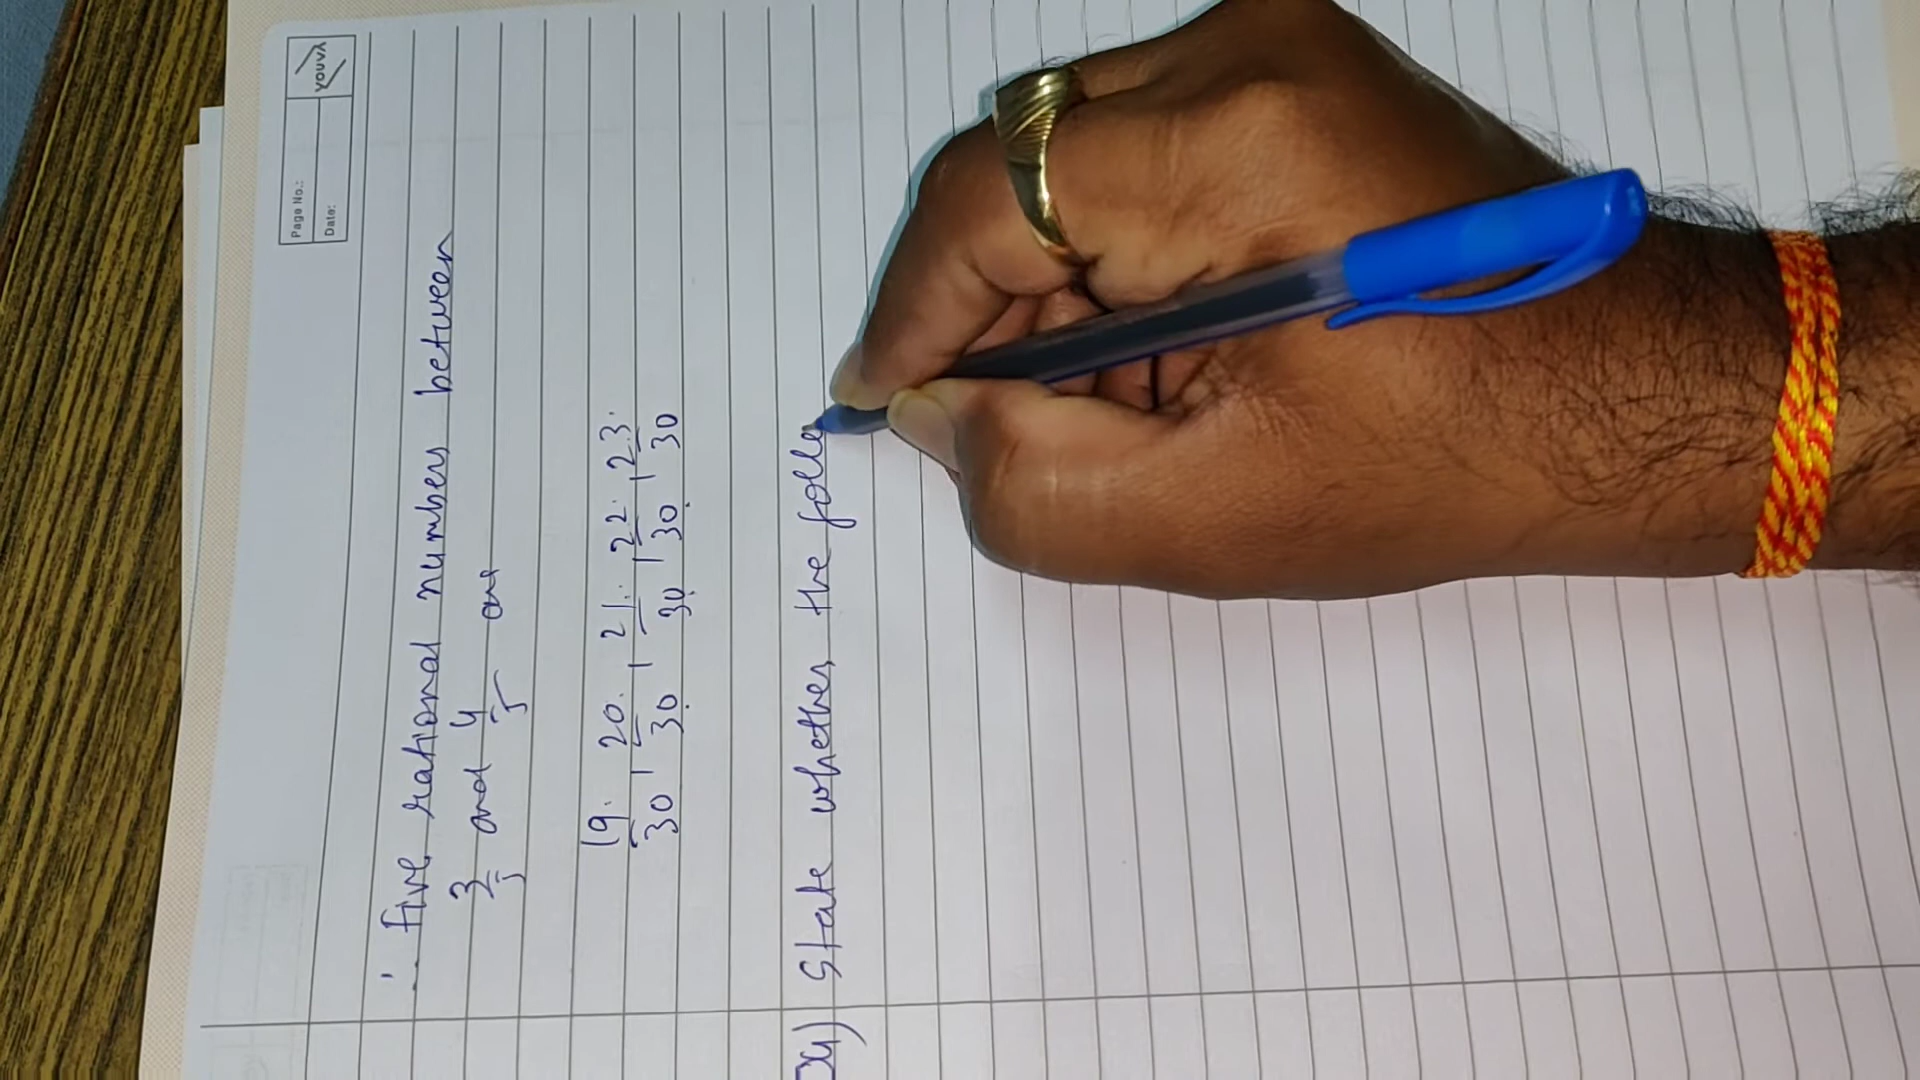 YOUVA
Page No.:
Date:
∴ five rational numbers between
3/5 and 4/5 are
19/30, 20/30, 21/30, 22/30, 23/30
Q4) State whether the follo